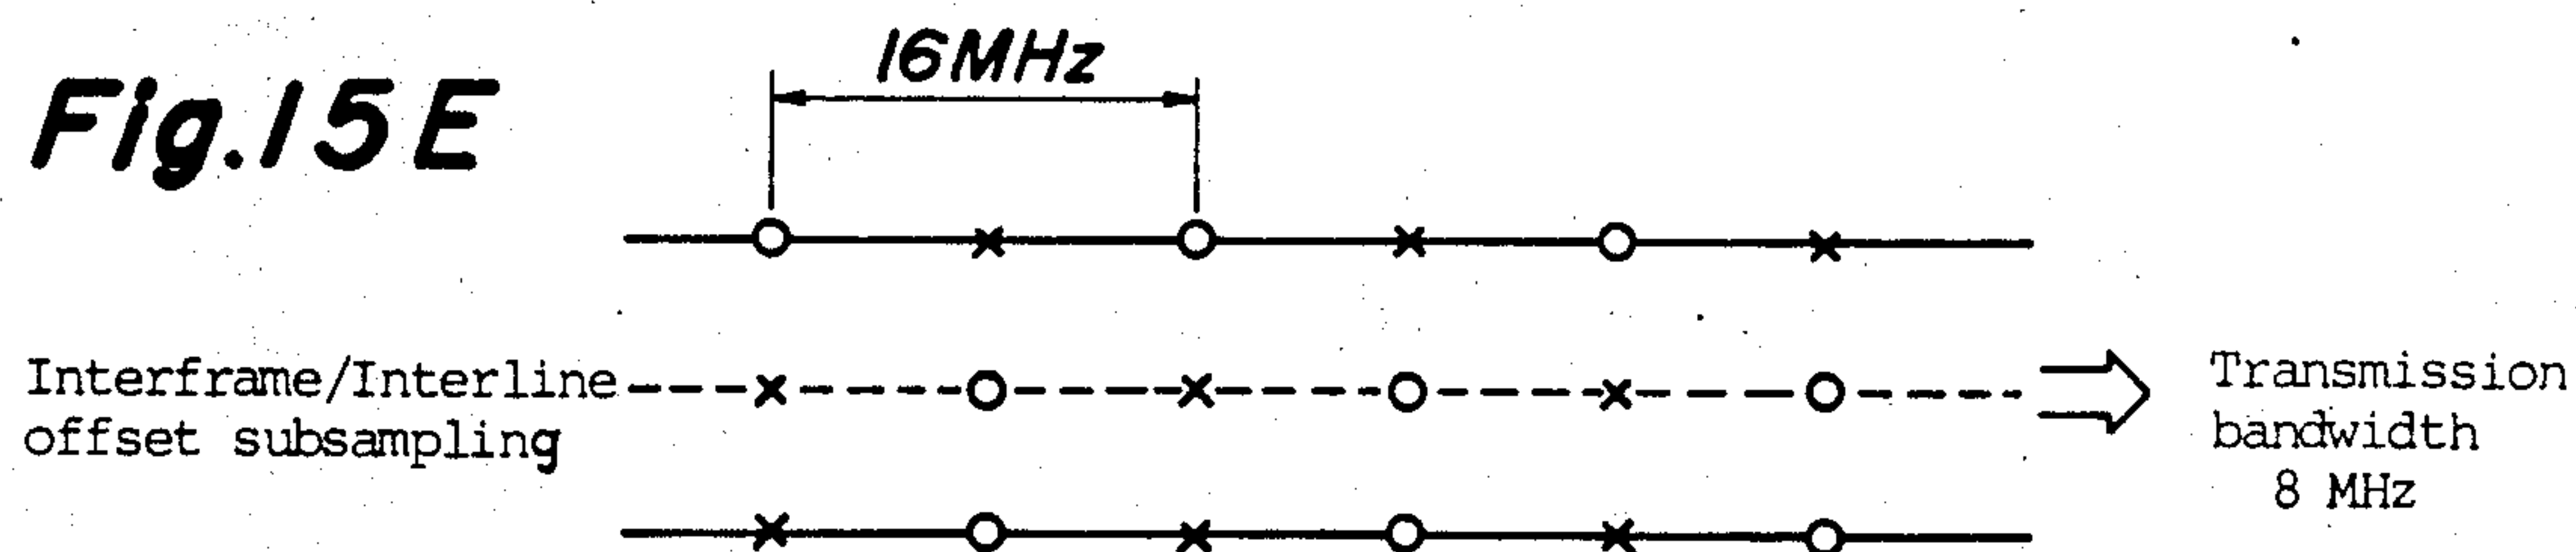 Fig.15E
16MHz
Interframe/Interline
offset subsampling
Transmission
bandwidth
8 MHz